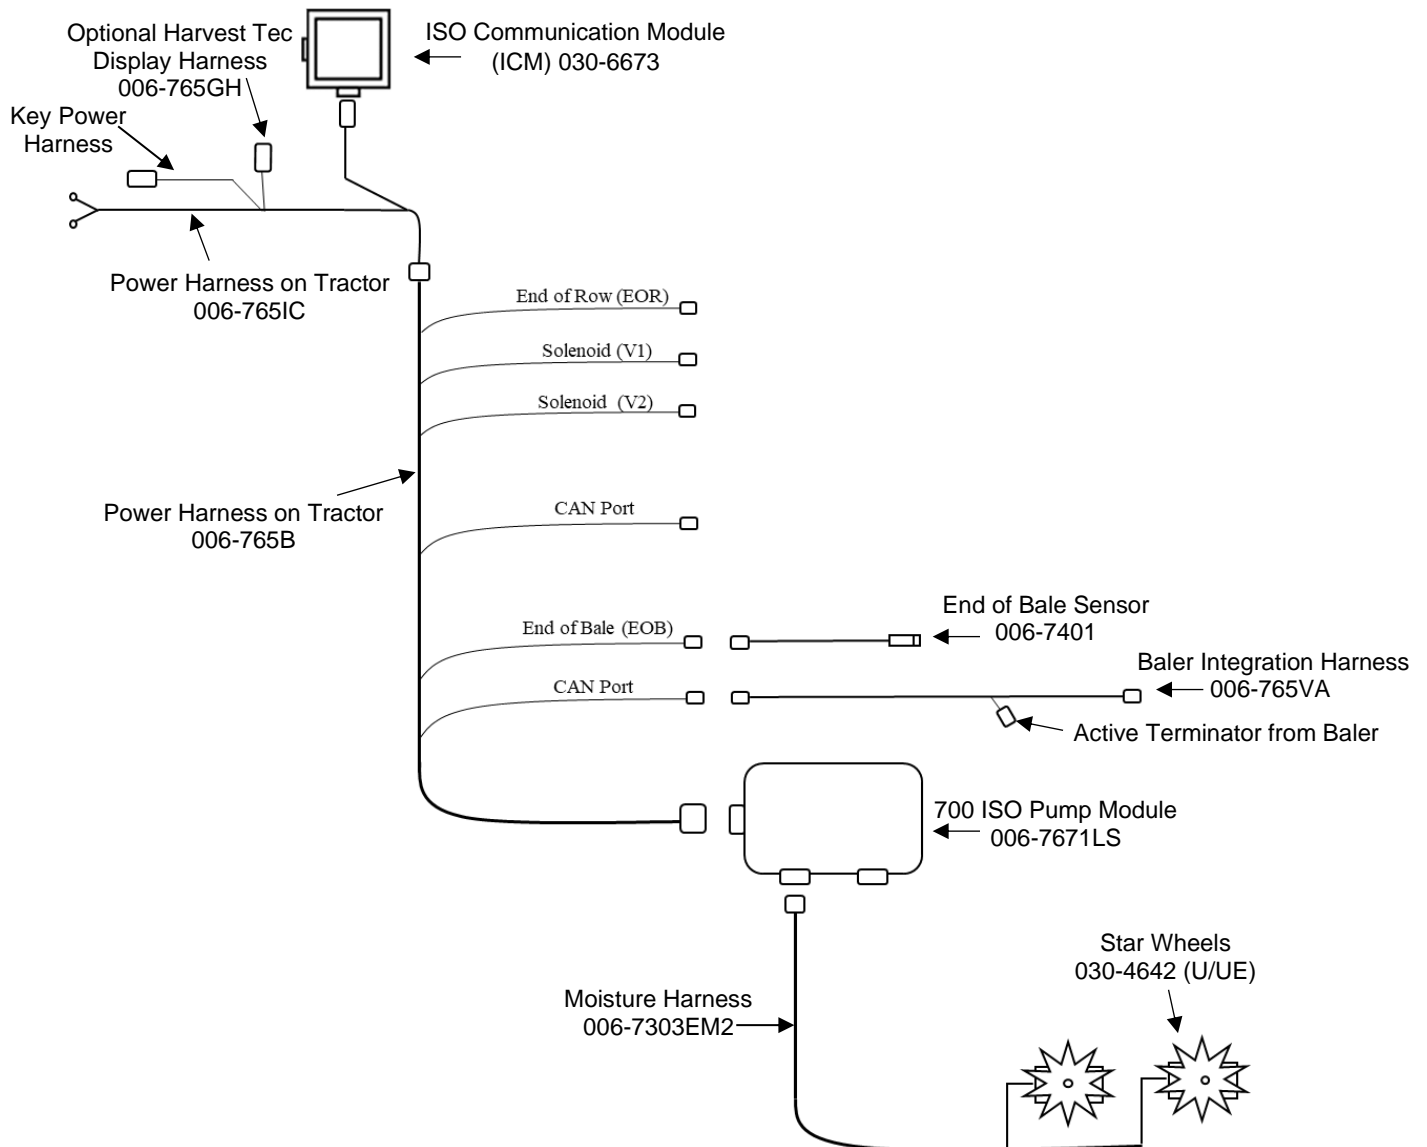 Optional Harvest Tec
Display Harness
006-765GH
ISO Communication Module
(ICM) 030-6673
Key Power
Harness
Power Harness on Tractor
006-765IC
End of Row (EOR)
Solenoid (V1)
Solenoid (V2)
Power Harness on Tractor
006-765B
CAN Port
End of Bale (EOB)
End of Bale Sensor
006-7401
CAN Port
Baler Integration Harness
006-765VA
Active Terminator from Baler
700 ISO Pump Module
006-7671LS
Moisture Harness
006-7303EM2
Star Wheels
030-4642 (U/UE)